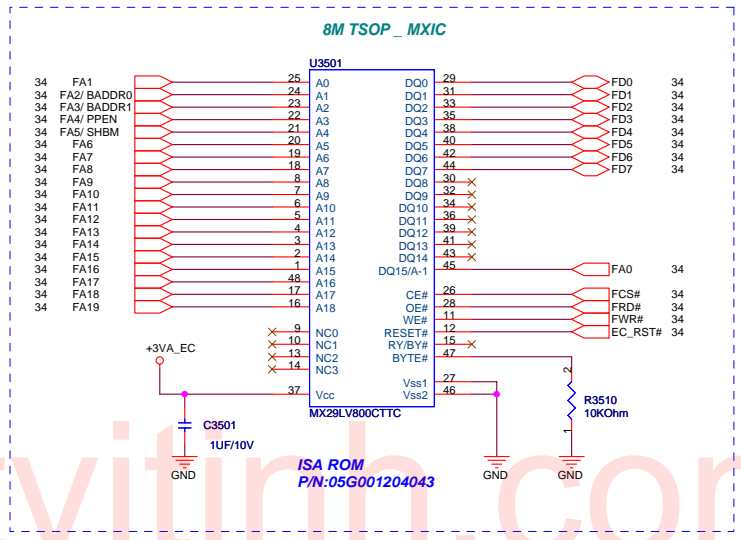 8M TSOP _ MXIC
U3501
34 FA1 25 A0 DQ0 29 FD0 34
34 FA2/ BADDR0 24 A1 DQ1 31 FD1 34
34 FA3/ BADDR1 23 A2 DQ2 33 FD2 34
34 FA4/ PPEN 22 A3 DQ3 35 FD3 34
34 FA5/ SHBM 21 A4 DQ4 38 FD4 34
34 FA6 20 A5 DQ5 40 FD5 34
34 FA7 19 A6 DQ6 42 FD6 34
34 FA8 18 A7 DQ7 44 FD7 34
34 FA9 8 A8 DQ8 30
34 FA10 7 A9 DQ9 32
34 FA11 6 A10 DQ10 34
34 FA12 5 A11 DQ11 36
34 FA13 4 A12 DQ12 39
34 FA14 3 A13 DQ13 41
34 FA15 2 A14 DQ14 43
34 FA16 1 A15 DQ15/A-1 45 FA0 34
34 FA17 48 A16
34 FA18 17 A17 CE# 26 FCS# 34
34 FA19 16 A18 OE# 28 FRD# 34
WE# 11 FWR# 34
9 NC0 RESET# 12 EC_RST# 34
10 NC1 RY/BY# 15
+3VA_EC 13 NC2 BYTE# 47
14 NC3
2
Vss1 27
37 Vcc Vss2 46
R3510
10KOhm
MX29LV800CTTC
C3501
1UF/10V
1
ISA ROM
P/N:05G001204043
GND GND GND
vitinh.com